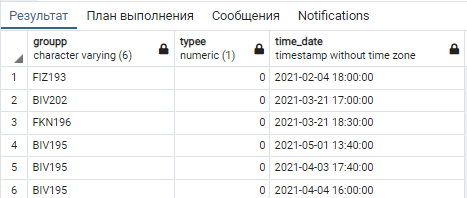 Результат План выполнения Сообщения Notifications
groupp typee time_date
character varying (6) numeric (1) timestamp without time zone
1 FIZ193 0 2021-02-04 18:00:00
2 BIV202 0 2021-03-21 17:00:00
3 FKN196 0 2021-03-21 18:30:00
4 BIV195 0 2021-05-01 13:40:00
5 BIV195 0 2021-04-03 17:40:00
6 BIV195 0 2021-04-04 16:00:00